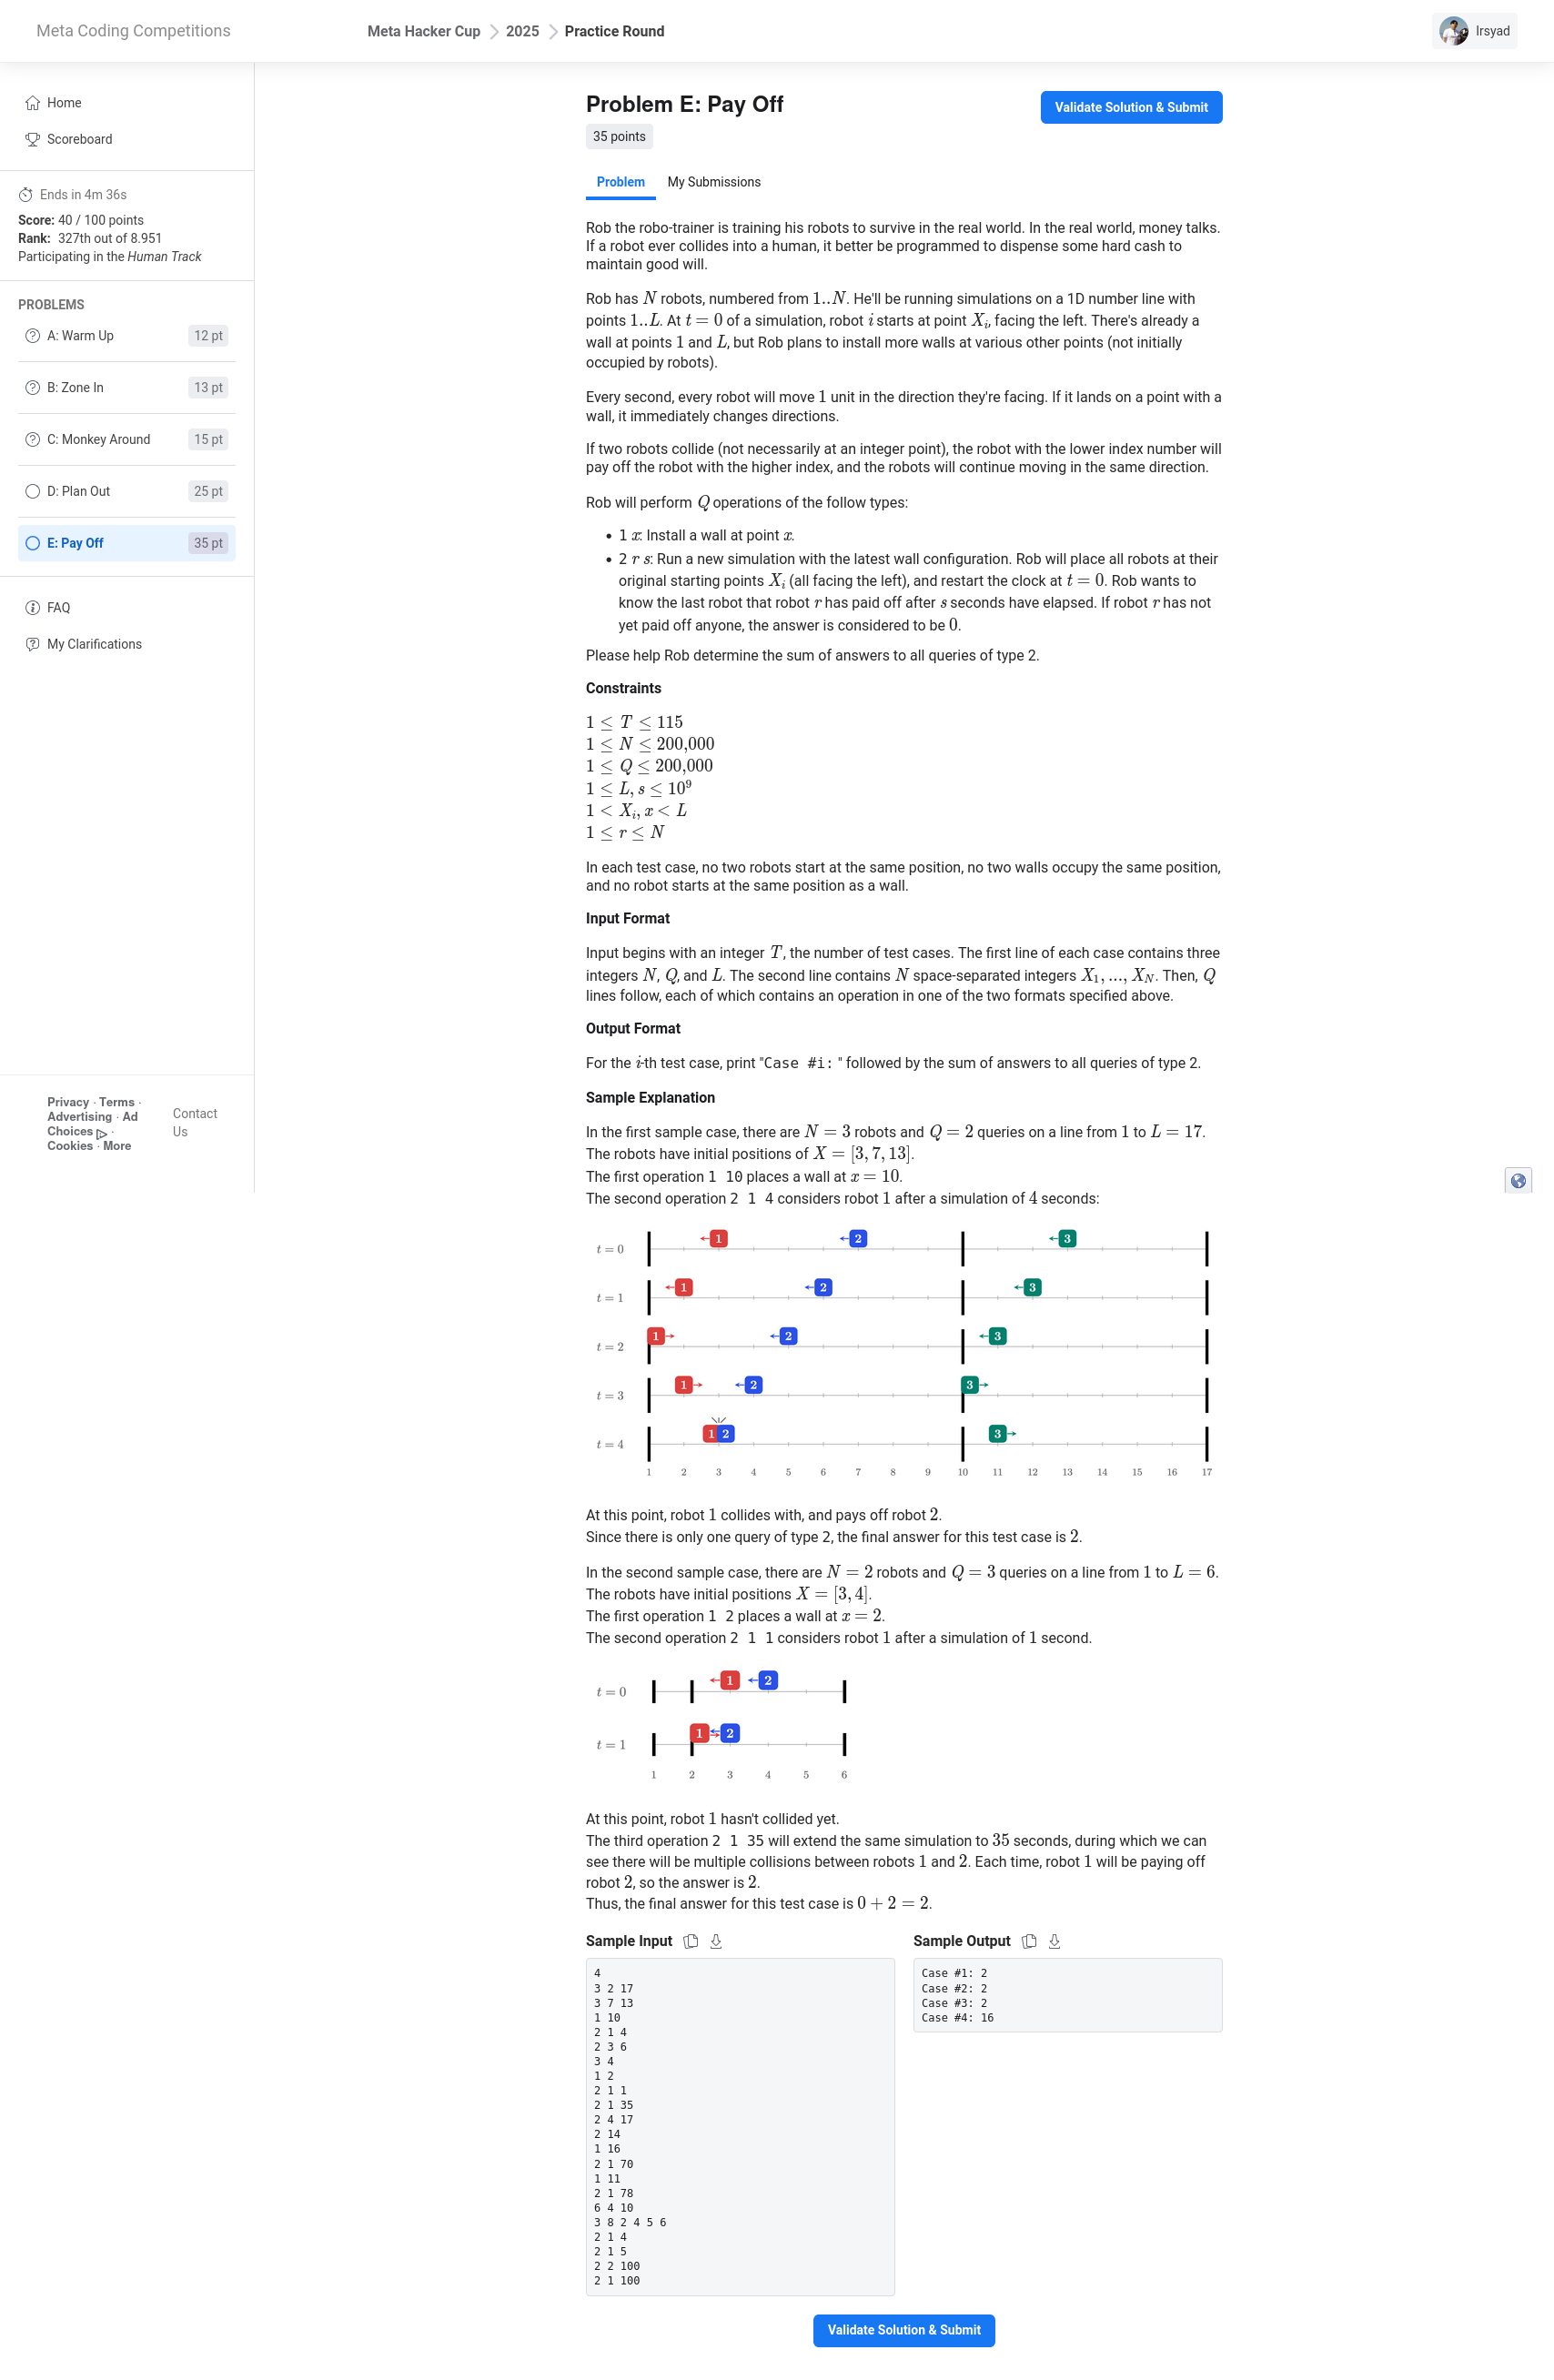 Meta Coding Competitions
Meta Hacker Cup
2025
Practice Round
Irsyad
Home
Scoreboard
Ends in 4m 36s
Score: 40 / 100 points
Rank: 327th out of 8.951
Participating in the Human Track
PROBLEMS
A: Warm Up 12 pt
B: Zone In 13 pt
C: Monkey Around 15 pt
D: Plan Out 25 pt
E: Pay Off 35 pt
FAQ
My Clarifications
Privacy · Terms ·
Advertising · Ad
Choices ·
Cookies · More
Contact
Us
Problem E: Pay Off
Validate Solution & Submit
35 points
Problem My Submissions
Rob the robo-trainer is training his robots to survive in the real world. In the real world, money talks.
If a robot ever collides into a human, it better be programmed to dispense some hard cash to
maintain good will.
Rob has N robots, numbered from 1..N. He'll be running simulations on a 1D number line with
points 1..L. At t = 0 of a simulation, robot i starts at point Xi, facing the left. There's already a
wall at points 1 and L, but Rob plans to install more walls at various other points (not initially
occupied by robots).
Every second, every robot will move 1 unit in the direction they're facing. If it lands on a point with a
wall, it immediately changes directions.
If two robots collide (not necessarily at an integer point), the robot with the lower index number will
pay off the robot with the higher index, and the robots will continue moving in the same direction.
Rob will perform Q operations of the follow types:
• 1 x: Install a wall at point x.
• 2 r s: Run a new simulation with the latest wall configuration. Rob will place all robots at their
original starting points Xi (all facing the left), and restart the clock at t = 0. Rob wants to
know the last robot that robot r has paid off after s seconds have elapsed. If robot r has not
yet paid off anyone, the answer is considered to be 0.
Please help Rob determine the sum of answers to all queries of type 2.
Constraints
1 ≤ T ≤ 115
1 ≤ N ≤ 200,000
1 ≤ Q ≤ 200,000
1 ≤ L, s ≤ 10^9
1 < Xi, x < L
1 ≤ r ≤ N
In each test case, no two robots start at the same position, no two walls occupy the same position,
and no robot starts at the same position as a wall.
Input Format
Input begins with an integer T, the number of test cases. The first line of each case contains three
integers N, Q, and L. The second line contains N space-separated integers X1, ..., XN. Then, Q
lines follow, each of which contains an operation in one of the two formats specified above.
Output Format
For the i-th test case, print "Case #i: " followed by the sum of answers to all queries of type 2.
Sample Explanation
In the first sample case, there are N = 3 robots and Q = 2 queries on a line from 1 to L = 17.
The robots have initial positions of X = [3, 7, 13].
The first operation 1 10 places a wall at x = 10.
The second operation 2 1 4 considers robot 1 after a simulation of 4 seconds:
t = 0 1 2 3
t = 1 1 2 3
t = 2 1 2 3
t = 3 1 2 3
t = 4 1 2 3
1 2 3 4 5 6 7 8 9 10 11 12 13 14 15 16 17
At this point, robot 1 collides with, and pays off robot 2.
Since there is only one query of type 2, the final answer for this test case is 2.
In the second sample case, there are N = 2 robots and Q = 3 queries on a line from 1 to L = 6.
The robots have initial positions X = [3, 4].
The first operation 1 2 places a wall at x = 2.
The second operation 2 1 1 considers robot 1 after a simulation of 1 second.
t = 0 1 2
t = 1 1 2
1 2 3 4 5 6
At this point, robot 1 hasn't collided yet.
The third operation 2 1 35 will extend the same simulation to 35 seconds, during which we can
see there will be multiple collisions between robots 1 and 2. Each time, robot 1 will be paying off
robot 2, so the answer is 2.
Thus, the final answer for this test case is 0 + 2 = 2.
Sample Input
4
3 2 17
3 7 13
1 10
2 1 4
2 3 6
3 4
1 2
2 1 1
2 1 35
2 4 17
2 14
1 16
2 1 70
1 11
2 1 78
6 4 10
3 8 2 4 5 6
2 1 4
2 1 5
2 2 100
2 1 100
Sample Output
Case #1: 2
Case #2: 2
Case #3: 2
Case #4: 16
Validate Solution & Submit